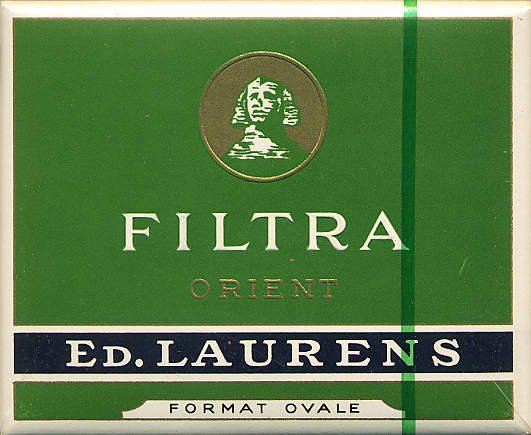 FILTRA
ORIENT
ED. LAURENS
FORMAT OVALE